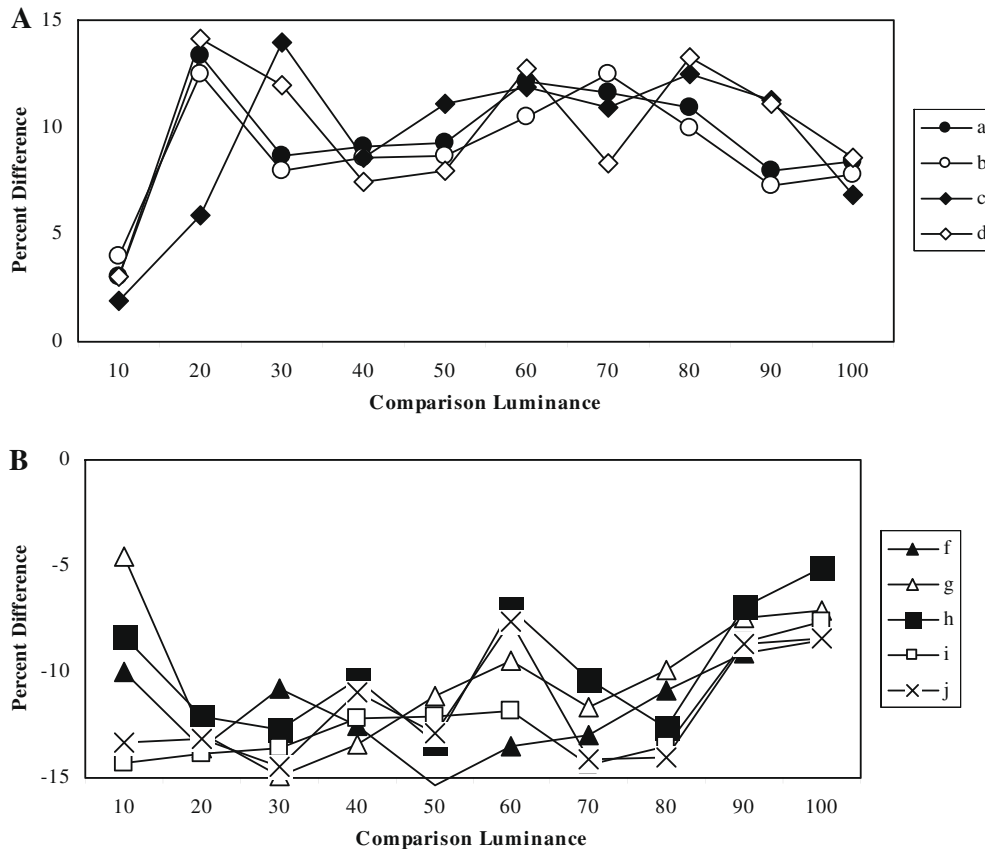 A
15
10
5
0
Percent Difference
10 20 30 40 50 60 70 80 90 100
Comparison Luminance
a
b
c
d
B
0
-5
-10
-15
Percent Difference
10 20 30 40 50 60 70 80 90 100
Comparison Luminance
f
g
h
i
j